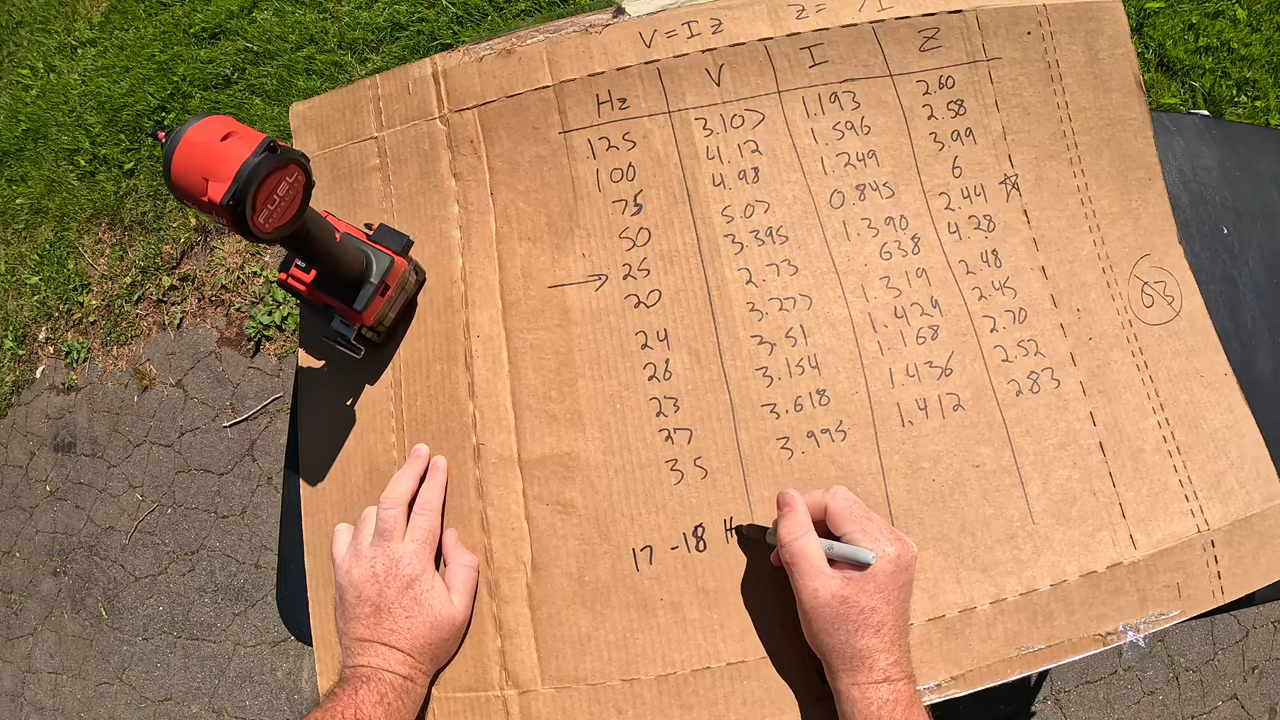 V = I Z
Z = V/I
Hz V I Z
125 3.107 1.193 2.60
100 4.12 1.596 2.58
75 4.98 1.249 3.99
50 5.07 0.845 6
→ 25 3.395 1.390 2.44 ☆
20 2.73 .638 4.28
24 3.277 1.319 2.48
26 3.51 1.429 2.45
23 3.154 1.168 2.70
27 3.618 1.436 2.52
35 3.995 1.412 2.83
17 - 18 H
FUEL